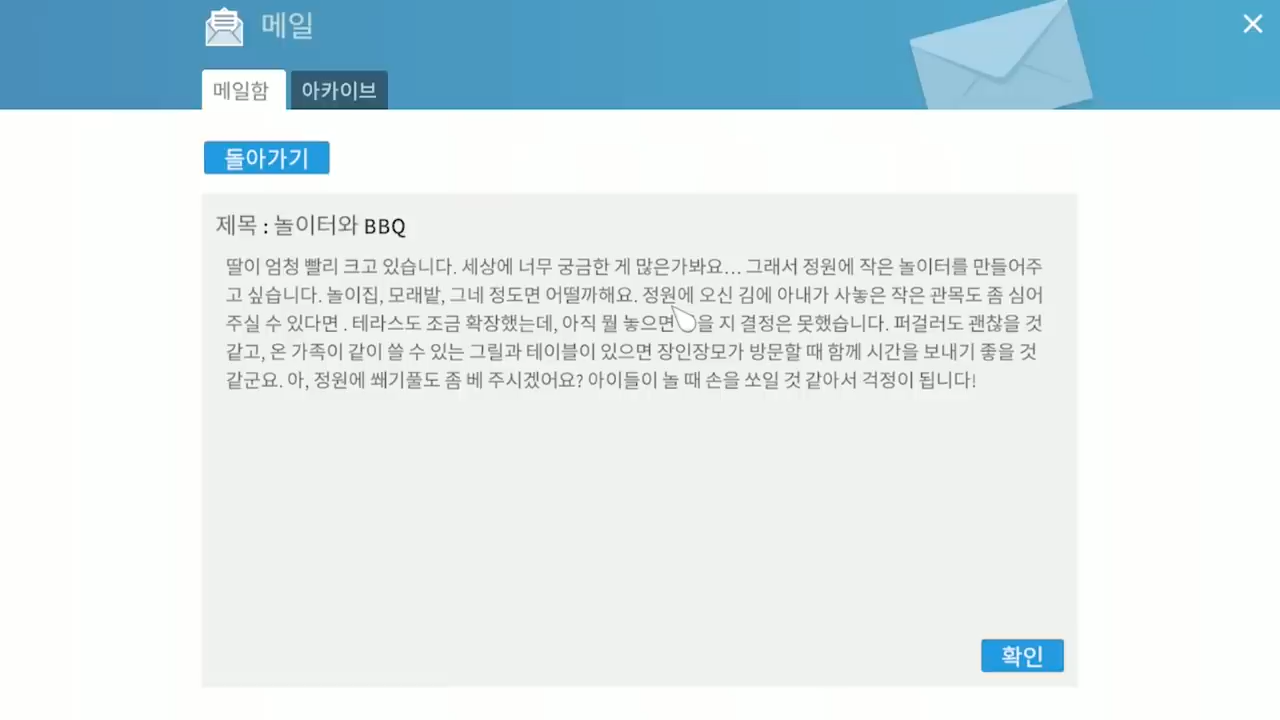 메일
메일함
아카이브
돌아가기
제목 : 놀이터와 BBQ
딸이 엄청 빨리 크고 있습니다. 세상에 너무 궁금한 게 많은가봐요... 그래서 정원에 작은 놀이터를 만들어주
고 싶습니다. 놀이집, 모래밭, 그네 정도면 어떨까해요. 정원에 오신 김에 아내가 사놓은 작은 관목도 좀 심어
주실 수 있다면 . 테라스도 조금 확장했는데, 아직 뭘 놓으면 을 지 결정은 못했습니다. 퍼걸러도 괜찮을 것
같고, 온 가족이 같이 쓸 수 있는 그릴과 테이블이 있으면 장인장모가 방문할 때 함께 시간을 보내기 좋을 것
같군요. 아, 정원에 쐐기풀도 좀 베 주시겠어요? 아이들이 놀 때 손을 쏘일 것 같아서 걱정이 됩니다!
확인